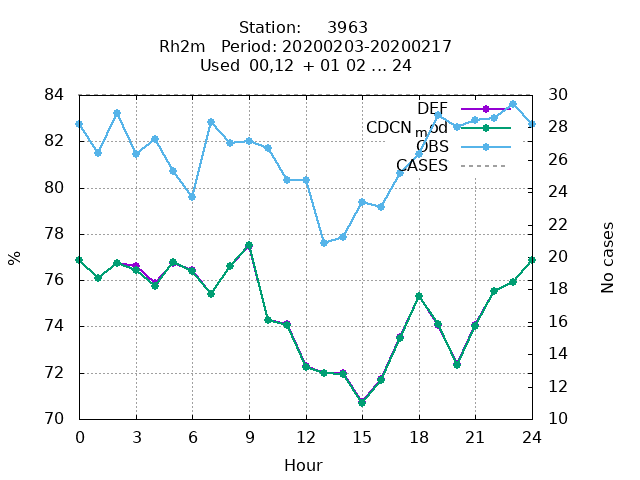 Station: 3963
Rh2m Period: 20200203-20200217
Used 00,12 + 01 02 ... 24
84 30
DEF
82 28
CDCN mod
OBS
26
CASES
80 24
22
78 20
76 18
74 16
14
72 12
70 10
%
No cases
0 3 6 9 12 15 18 21 24
Hour